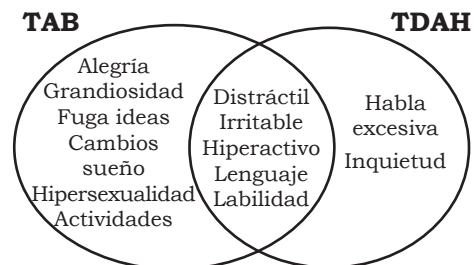 TAB
TDAH
Alegría
Grandiosidad
Fuga ideas
Cambios
sueño
Hipersexualidad
Actividades
Distráctil
Irritable
Hiperactivo
Lenguaje
Labilidad
Habla
excesiva
Inquietud